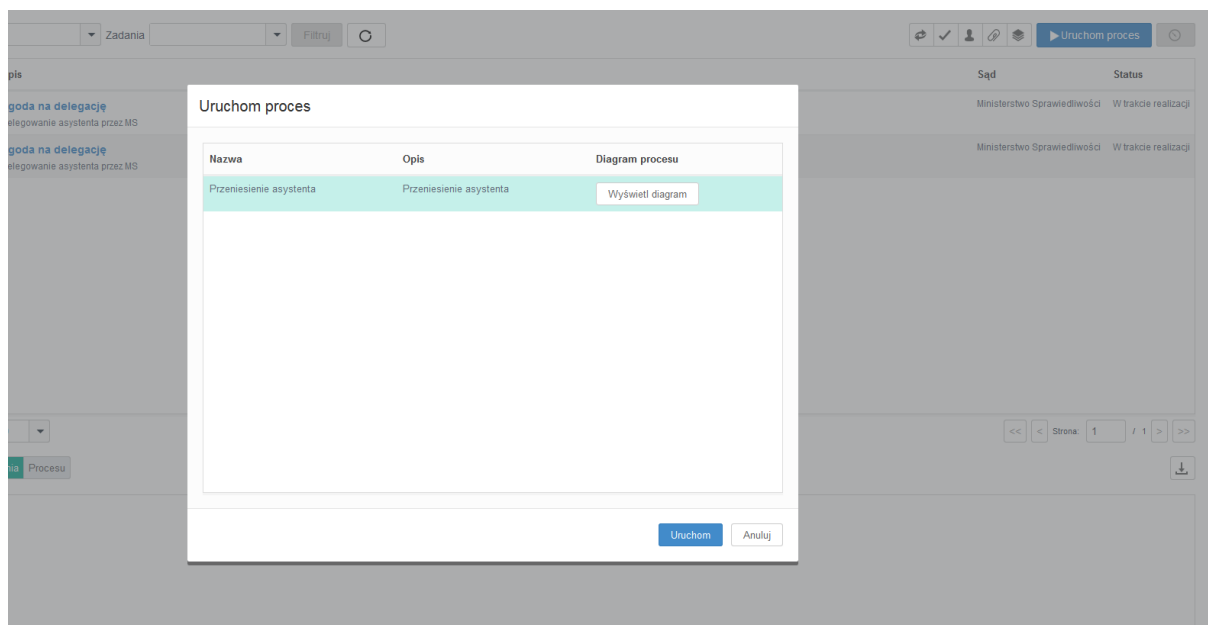 Zadania Filtruj Uruchom proces
pis Sąd Status
goda na delegację Ministerstwo Sprawiedliwości W trakcie realizacji
elegowanie asystenta przez MS
goda na delegację Ministerstwo Sprawiedliwości W trakcie realizacji
elegowanie asystenta przez MS
Uruchom proces
Nazwa Opis Diagram procesu
Przeniesienie asystenta Przeniesienie asystenta Wyświetl diagram
<< < Strona: 1 / 1 > >>
nia Procesu
Uruchom Anuluj